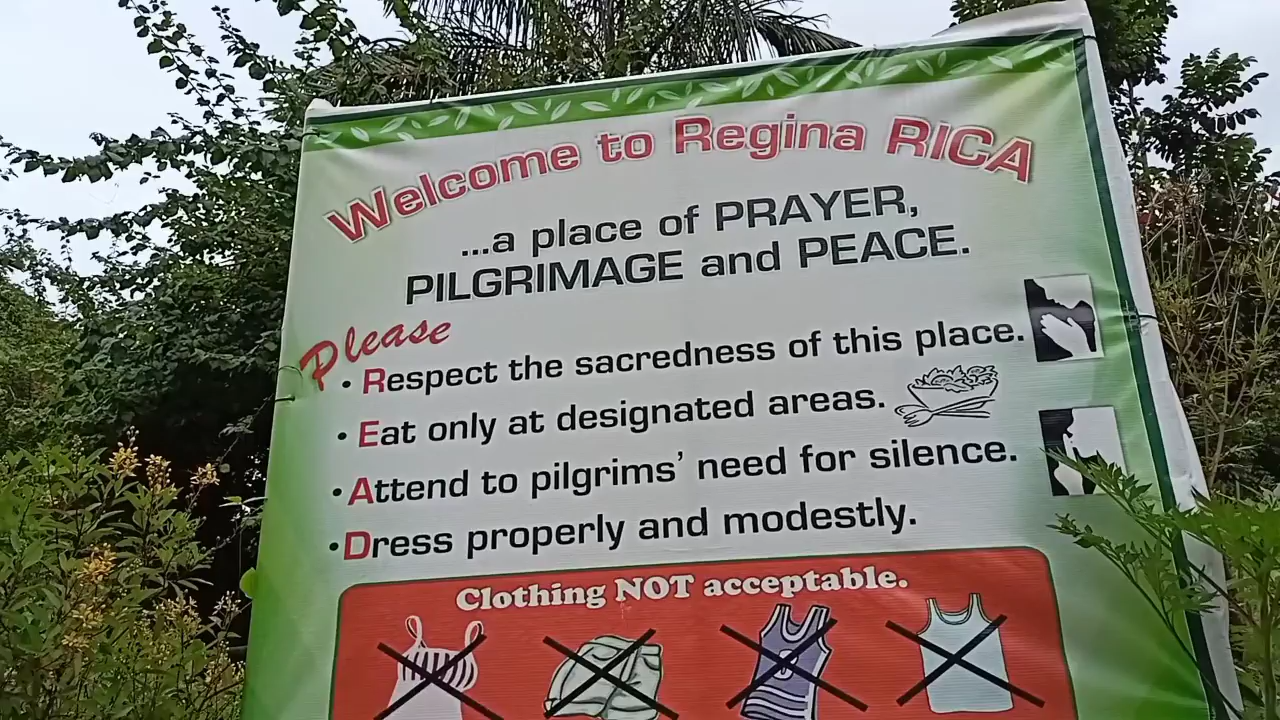 Welcome to Regina RICA
...a place of PRAYER,
PILGRIMAGE and PEACE.
Please
• Respect the sacredness of this place.
• Eat only at designated areas.
• Attend to pilgrims' need for silence.
• Dress properly and modestly.
Clothing NOT acceptable.